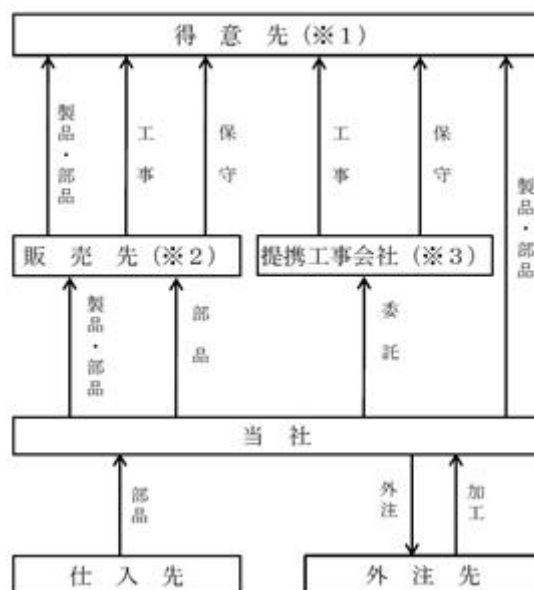 得意先(※1)
製品・部品
工事
保守
工事
保守
製品・部品
販売先(※2)
提携工事会社(※3)
製品・部品
部品
委託
当社
部品
外注
加工
仕入先
外注先